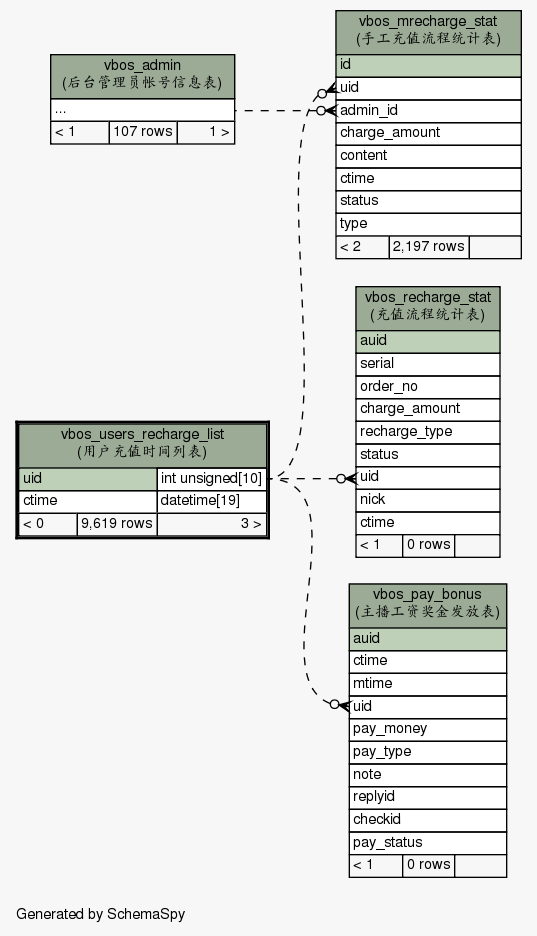 vbos_mrecharge_stat
(手工充值流程统计表)
id
uid
admin_id
charge_amount
content
ctime
status
type
< 2 2,197 rows
vbos_admin
(后台管理员帐号信息表)
...
< 1 107 rows 1 >
vbos_recharge_stat
(充值流程统计表)
auid
serial
order_no
charge_amount
recharge_type
status
uid
nick
ctime
< 1 0 rows
vbos_users_recharge_list
(用户充值时间列表)
uid int unsigned[10]
ctime datetime[19]
< 0 9,619 rows 3 >
vbos_pay_bonus
(主播工资奖金发放表)
auid
ctime
mtime
uid
pay_money
pay_type
note
replyid
checkid
pay_status
< 1 0 rows
Generated by SchemaSpy